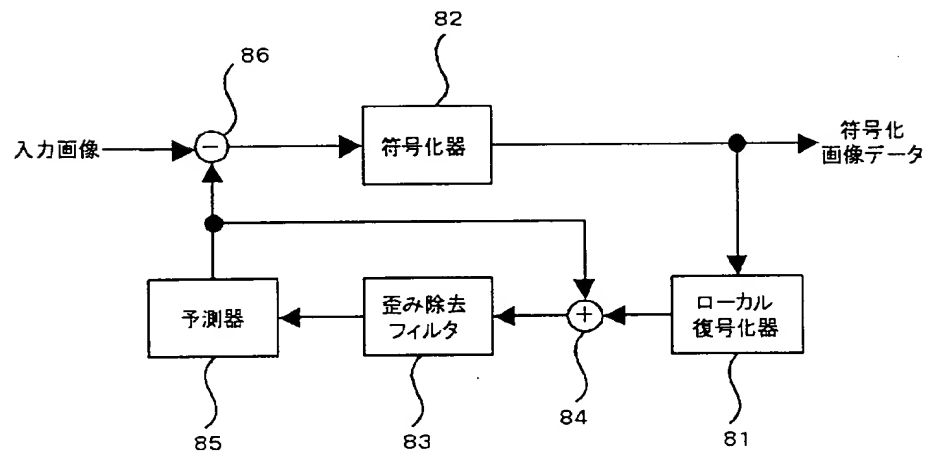 82
86
入力画像
−
符号化器
符号化
画像データ
予測器
歪み除去
フィルタ
+
ローカル
復号化器
85
83
84
81